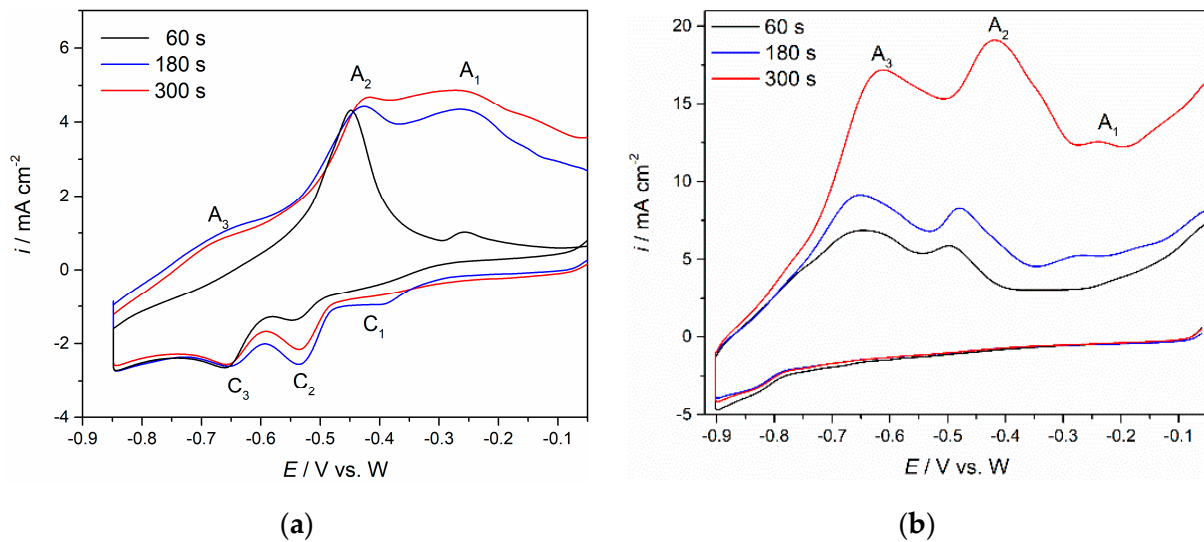 60 s
180 s
300 s
A3
A2
A1
C1
C2
C3
6
4
2
0
-2
-4
i / mA cm-2
-0.9 -0.8 -0.7 -0.6 -0.5 -0.4 -0.3 -0.2 -0.1
E / V vs. W
(a)
60 s
180 s
300 s
A3
A2
A1
20
15
10
5
0
-5
i / mA cm-2
-0.9 -0.8 -0.7 -0.6 -0.5 -0.4 -0.3 -0.2 -0.1
E / V vs. W
(b)